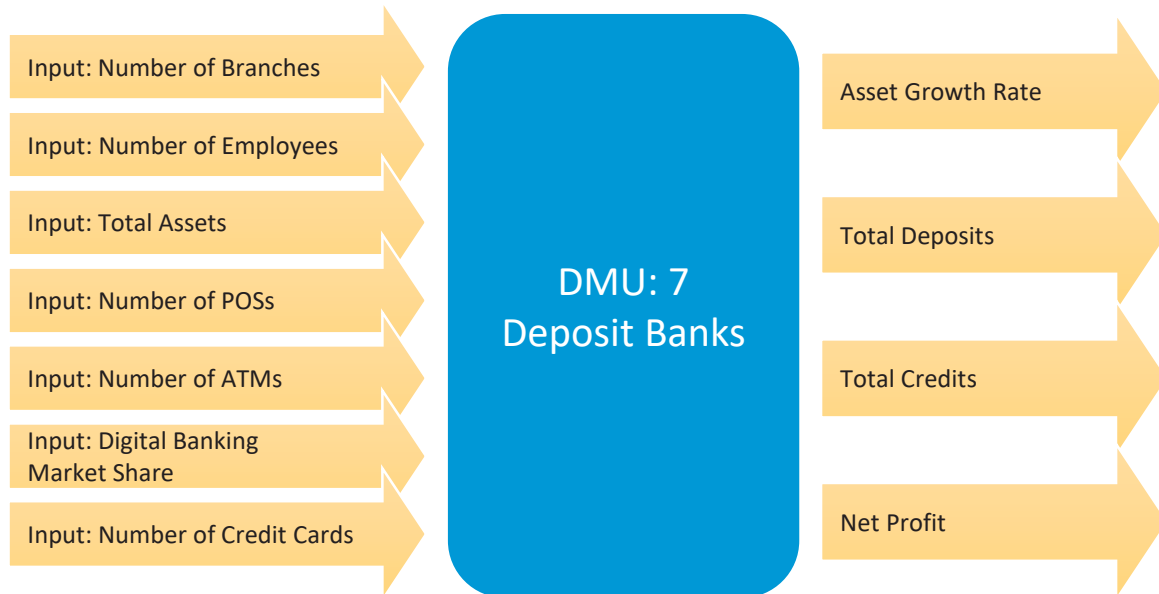 Input: Number of Branches
Input: Number of Employees
Input: Total Assets
Input: Number of POSs
Input: Number of ATMs
Input: Digital Banking
Market Share
Input: Number of Credit Cards
DMU: 7
Deposit Banks
Asset Growth Rate
Total Deposits
Total Credits
Net Profit